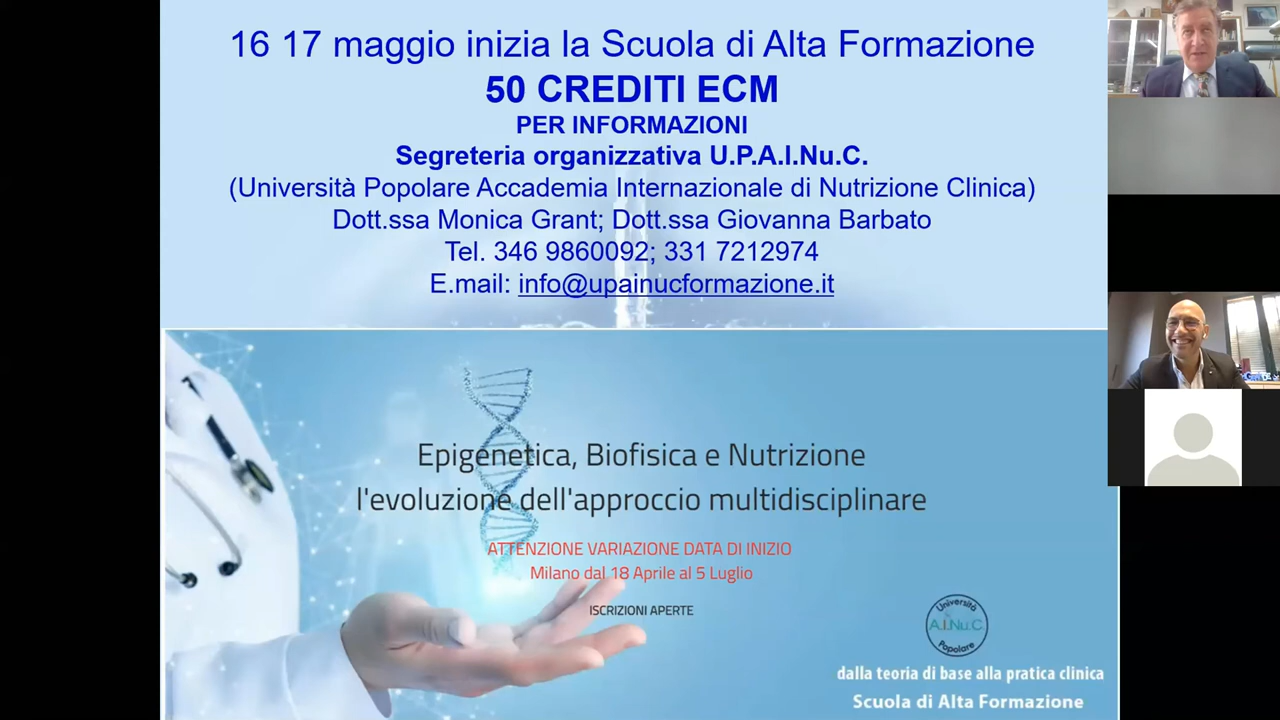 16 17 maggio inizia la Scuola di Alta Formazione
50 CREDITI ECM
PER INFORMAZIONI
Segreteria organizzativa U.P.A.I.Nu.C.
(Università Popolare Accademia Internazionale di Nutrizione Clinica)
Dott.ssa Monica Grant; Dott.ssa Giovanna Barbato
Tel. 346 9860092; 331 7212974
E.mail: info@upainucformazione.it
Epigenetica, Biofisica e Nutrizione
l'evoluzione dell'approccio multidisciplinare
ATTENZIONE VARIAZIONE DATA DI INIZIO
Milano dal 18 Aprile al 5 Luglio
ISCRIZIONI APERTE
Università
A.I.Nu.C
Popolare
dalla teoria di base alla pratica clinica
Scuola di Alta Formazione